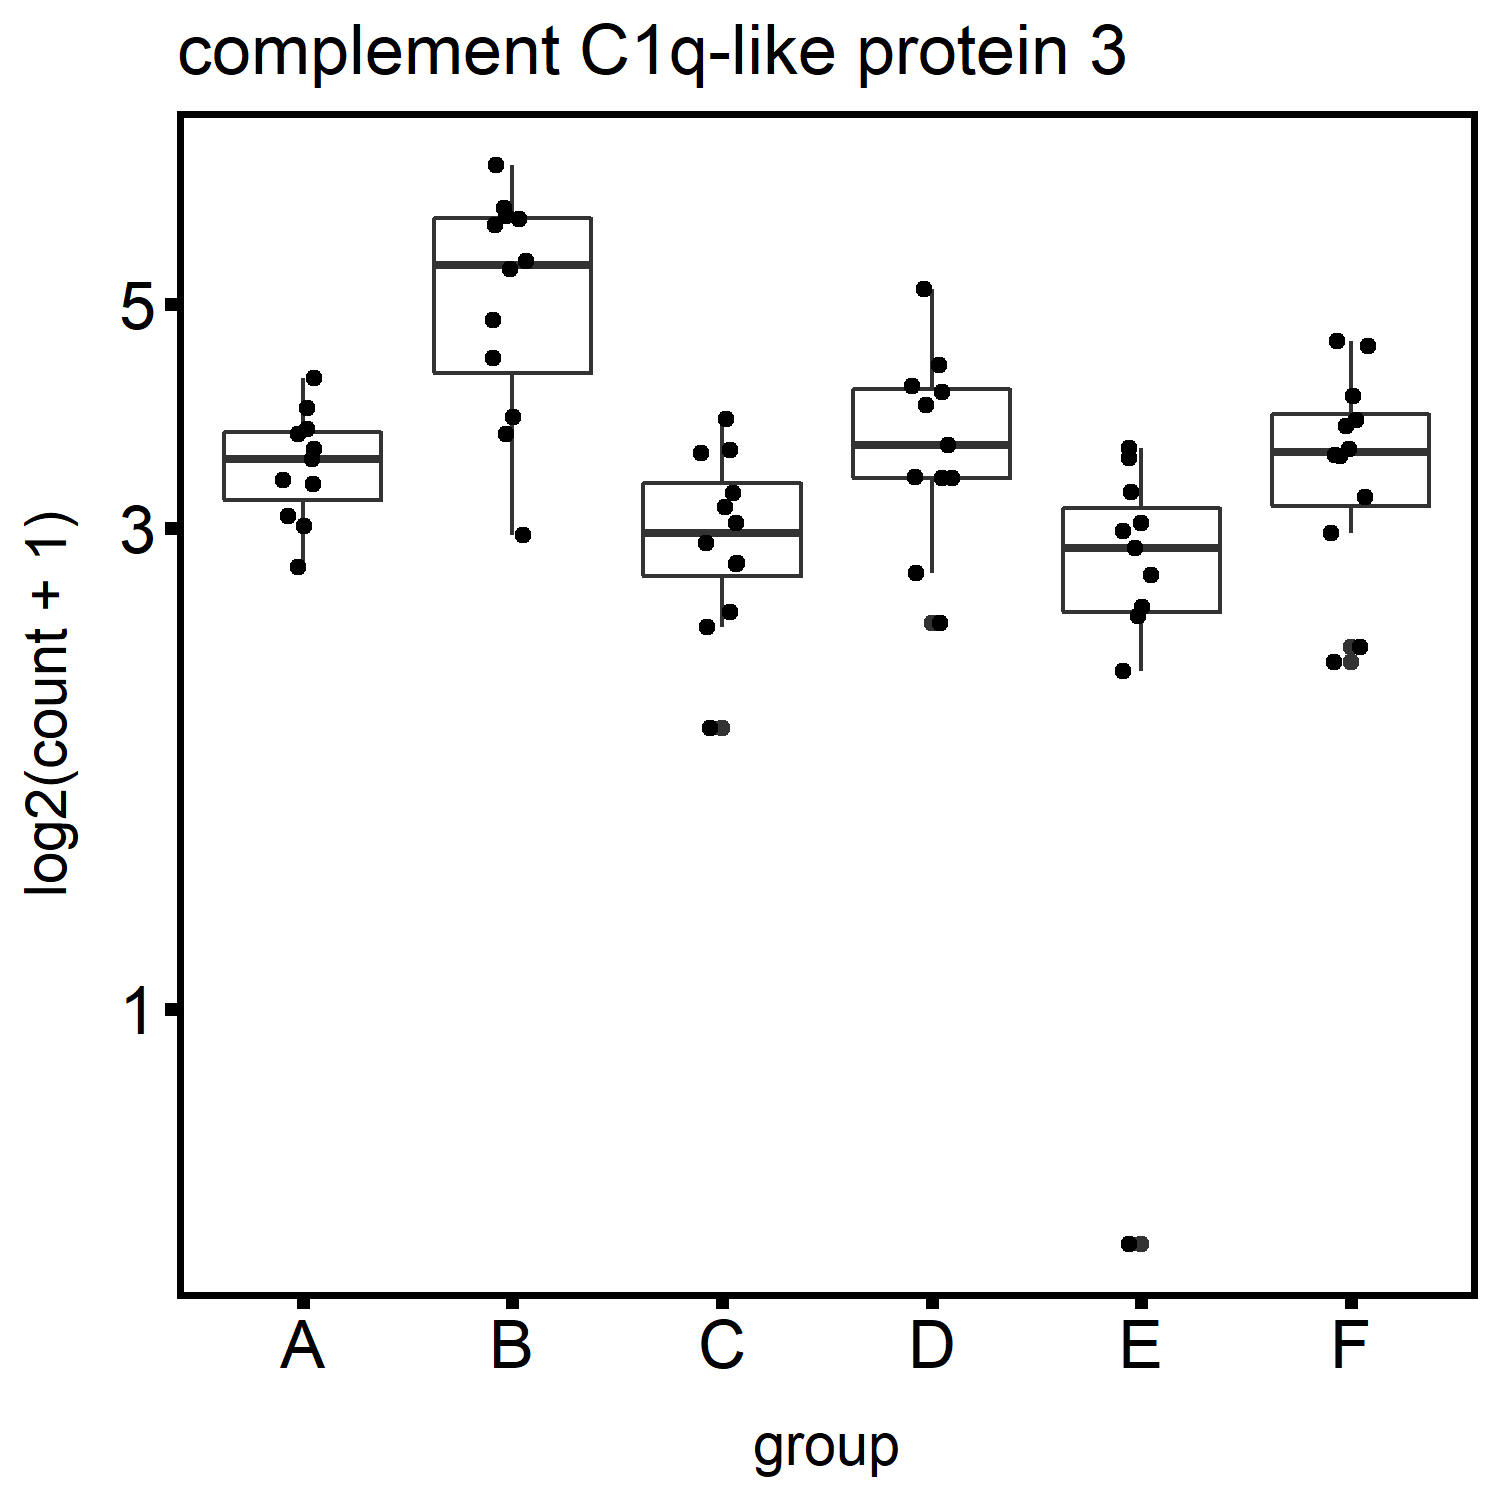 complement C1q-like protein 3
log2(count + 1)
5
3
1
A B C D E F
group